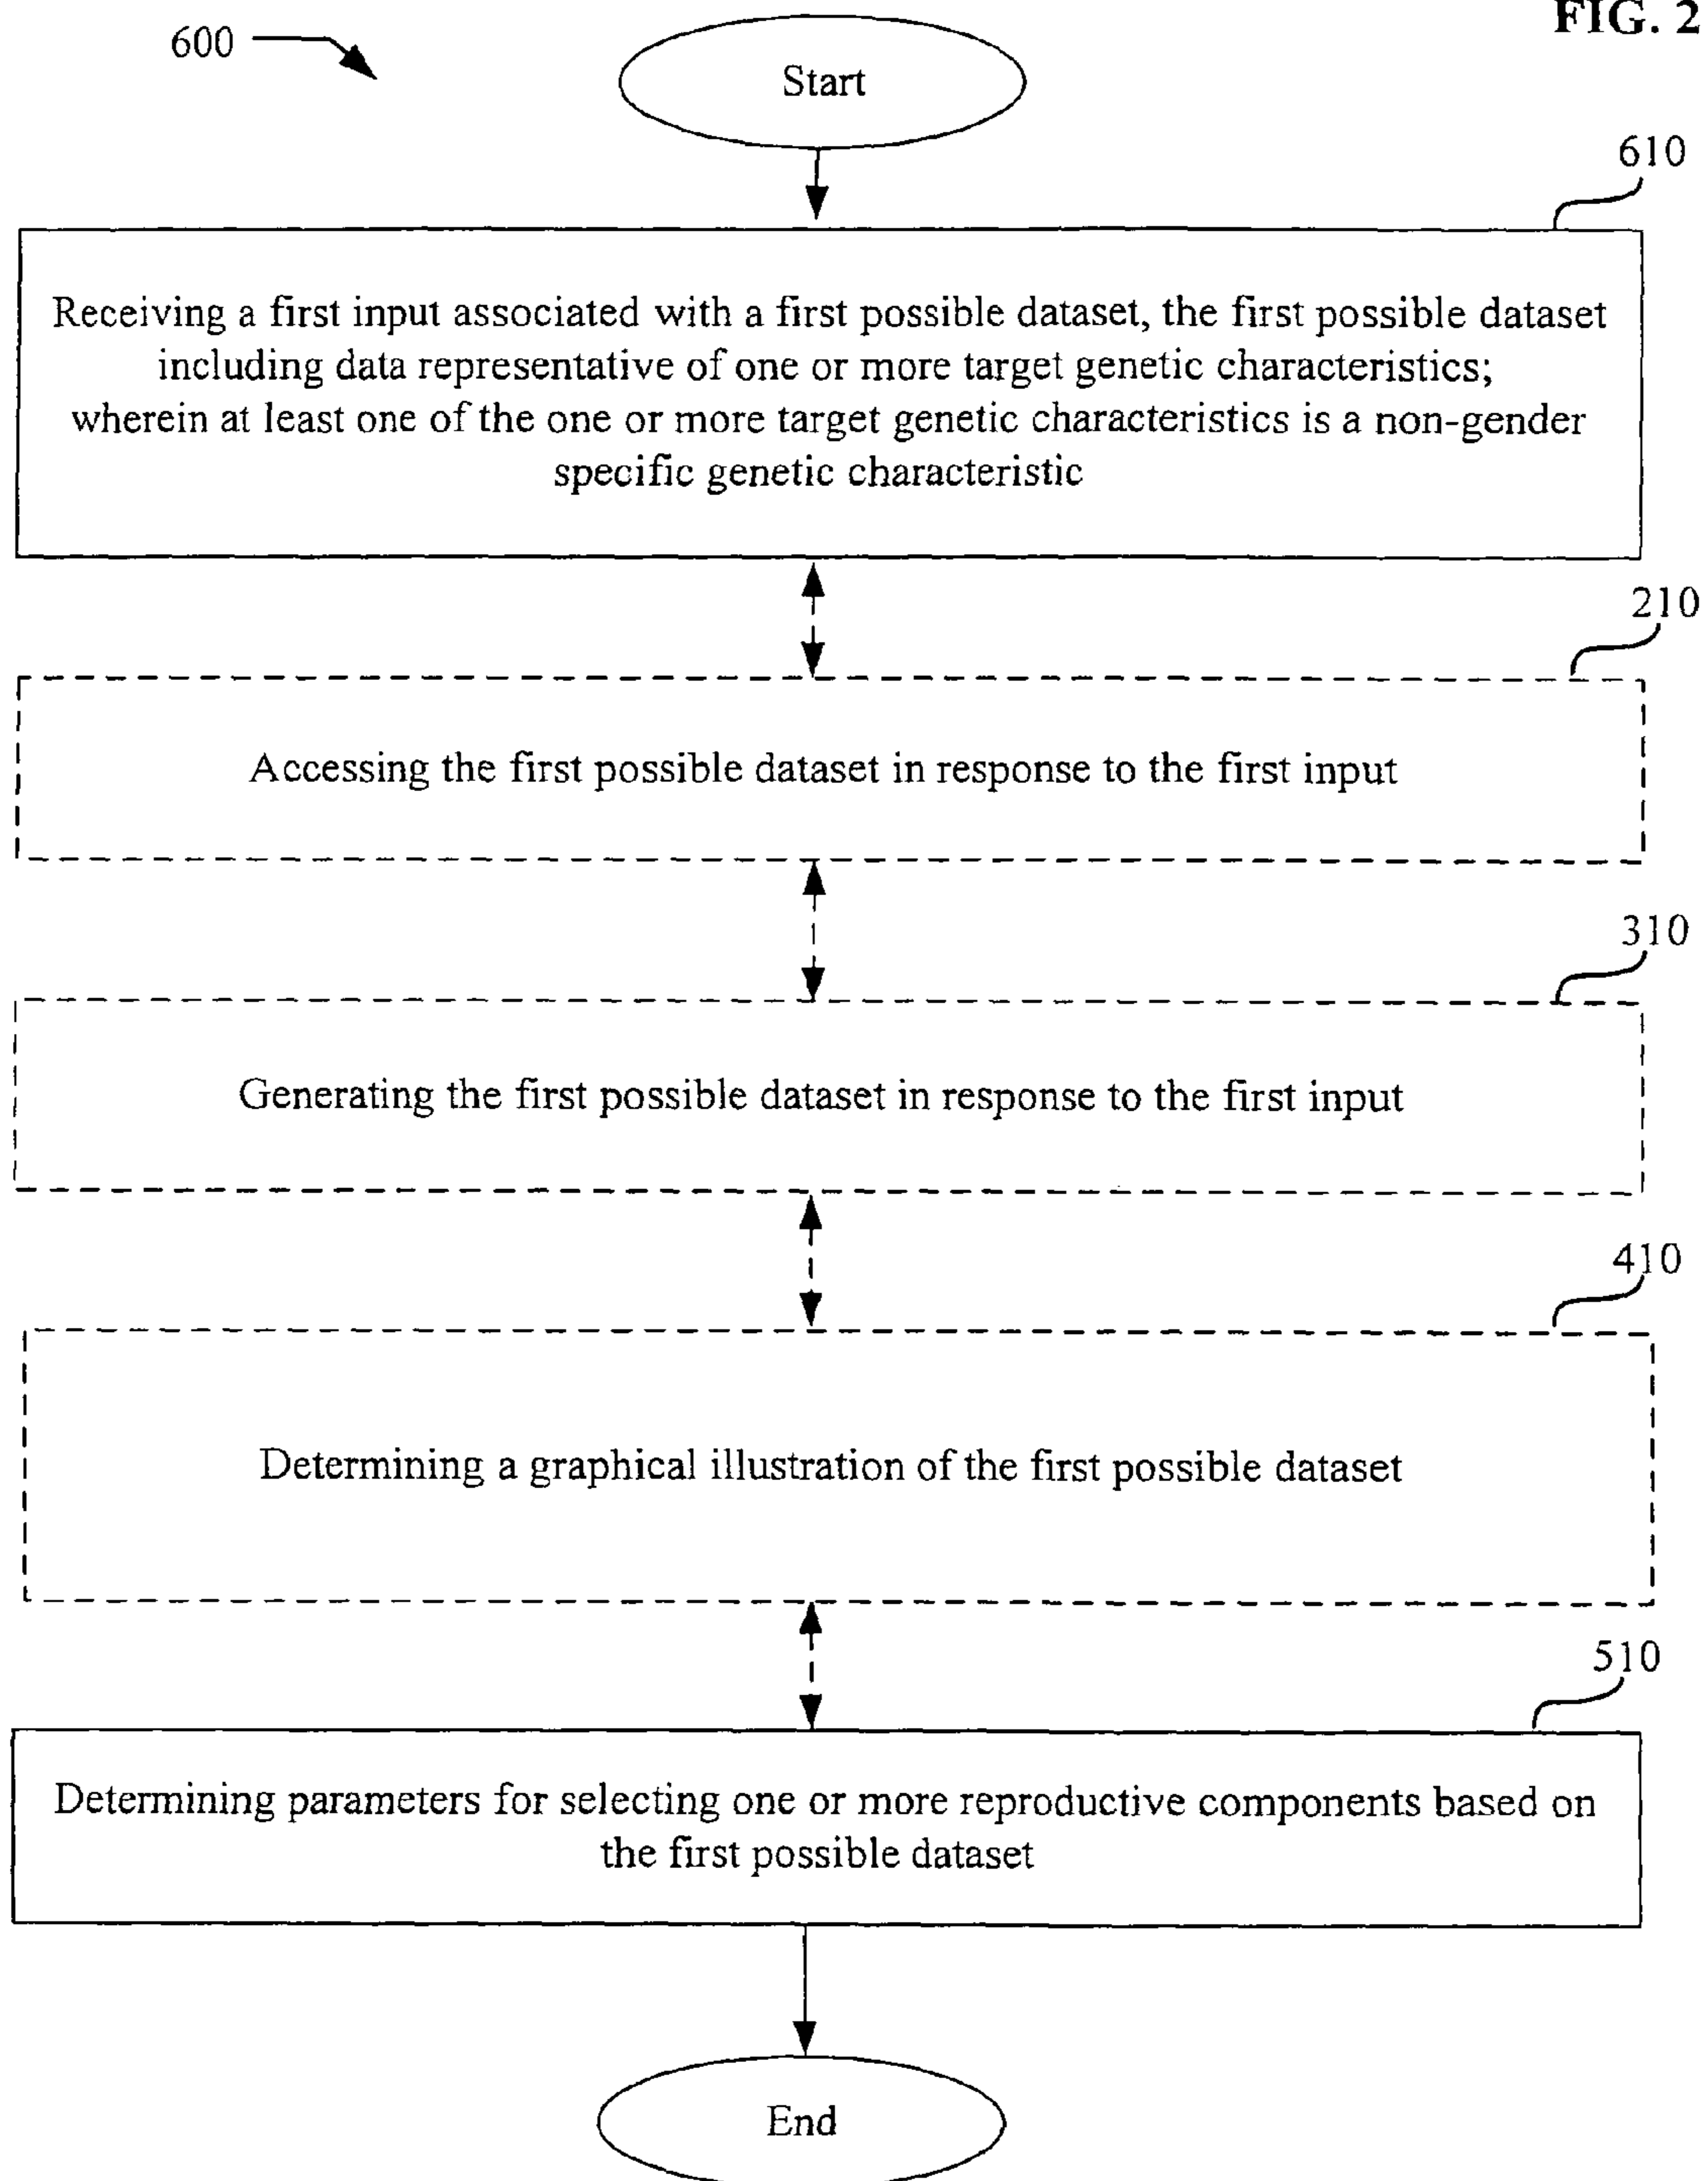 FIG. 2
600
Start
610
Receiving a first input associated with a first possible dataset, the first possible dataset
including data representative of one or more target genetic characteristics;
wherein at least one of the one or more target genetic characteristics is a non-gender
specific genetic characteristic
210
Accessing the first possible dataset in response to the first input
310
Generating the first possible dataset in response to the first input
410
Determining a graphical illustration of the first possible dataset
510
Determining parameters for selecting one or more reproductive components based on
the first possible dataset
End